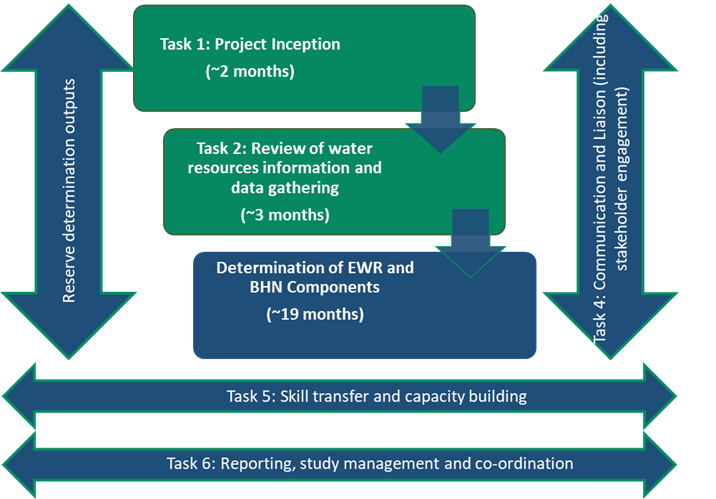 Task 1: Project Inception
(~2 months)
Task 2: Review of water
resources information and
data gathering
(~3 months)
Determination of EWR and
BHN Components
(~19 months)
Reserve determination outputs
Task 4: Communication and Liaison (including
stakeholder engagement)
Task 5: Skill transfer and capacity building
Task 6: Reporting, study management and co-ordination